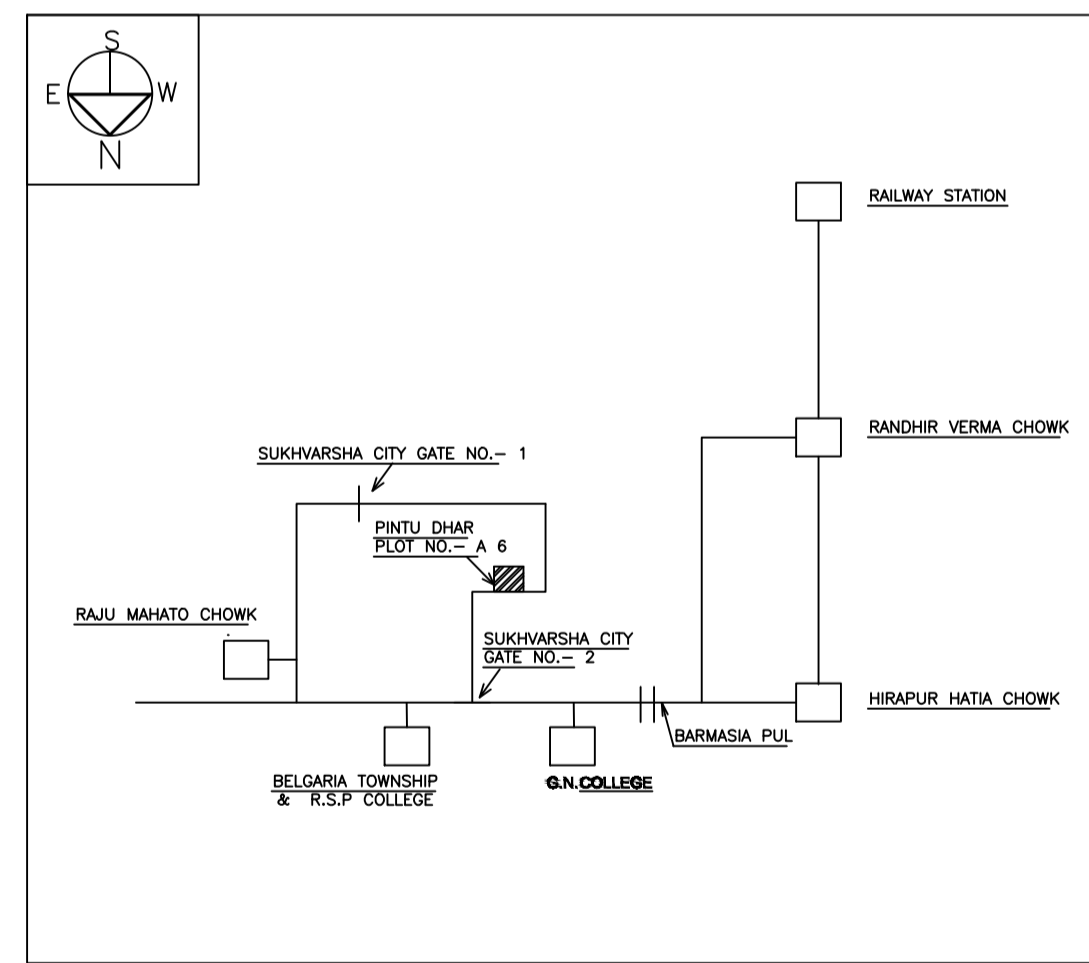 S
E W
N
RAILWAY STATION
RANDHIR VERMA CHOWK
SUKHVARSHA CITY GATE NO.- 1
PINTU DHAR
PLOT NO.- A 6
RAJU MAHATO CHOWK
SUKHVARSHA CITY
GATE NO.- 2
HIRAPUR HATIA CHOWK
BARMASIA PUL
BELGARIA TOWNSHIP
& R.S.P COLLEGE
G.N.COLLEGE